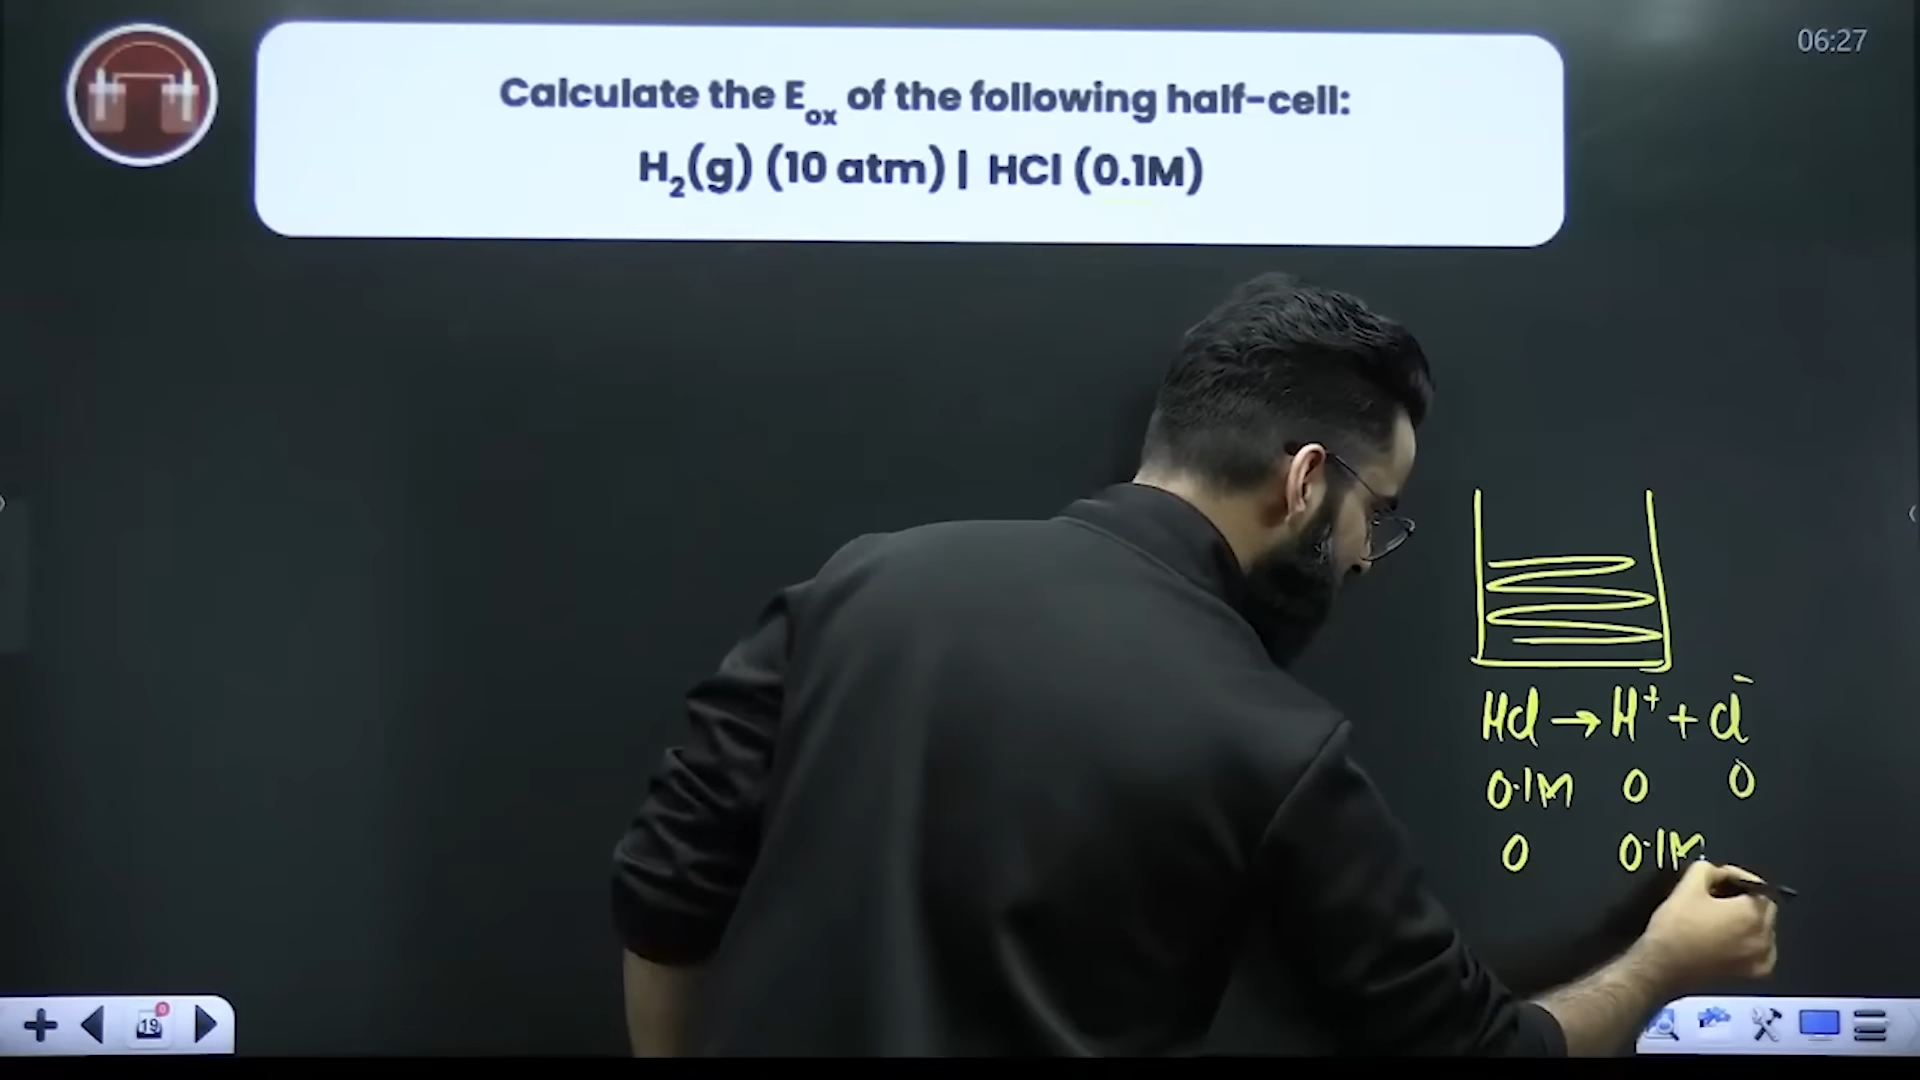 06:27
Calculate the Eox of the following half-cell:
H2(g) (10 atm) | HCl (0.1M)
HCl → H⁺ + Cl⁻
0.1M 0 0
0 0.1M
0
19